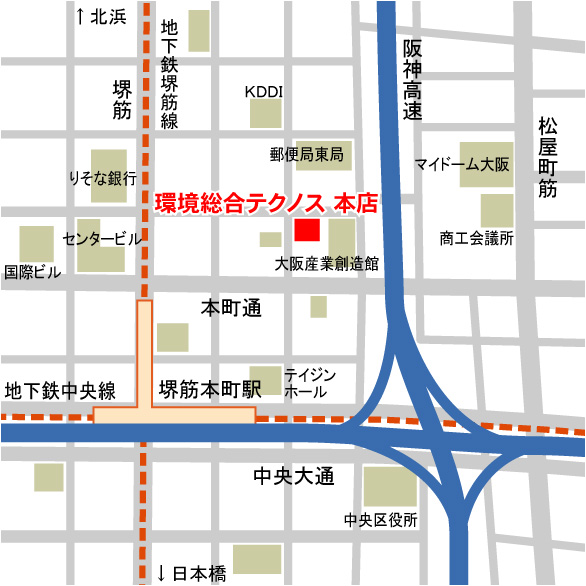 ↑北浜
地下鉄堺筋線
堺筋
KDDI
阪神高速
松屋町筋
郵便局東局
マイドーム大阪
りそな銀行
環境総合テクノス 本店
センタービル
商工会議所
国際ビル
大阪産業創造館
本町通
地下鉄中央線
堺筋本町駅
テイジン
ホール
中央大通
中央区役所
↓日本橋